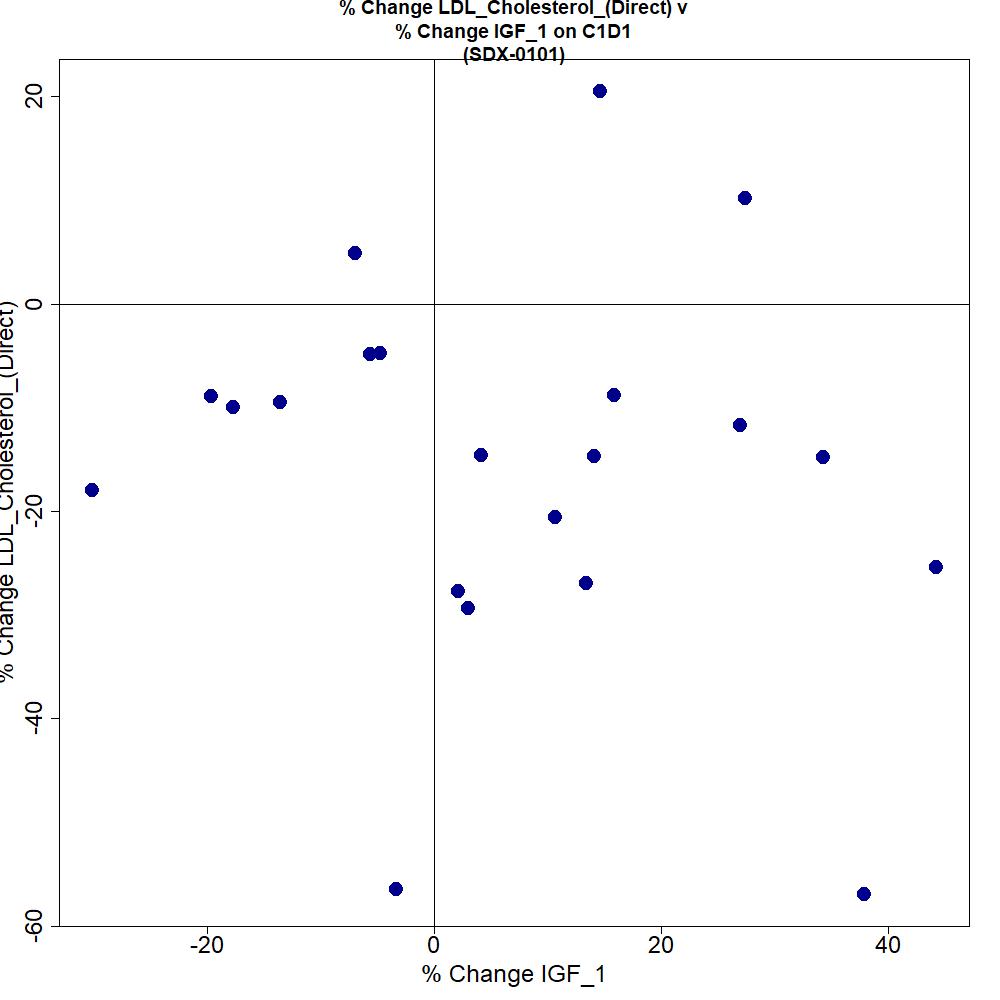 % Change LDL_Cholesterol_(Direct) v
% Change IGF_1 on C1D1
(SDX-0101)
% Change LDL_Cholesterol_(Direct)
20
0
-20
-40
-60
-20
0
20
40
% Change IGF_1